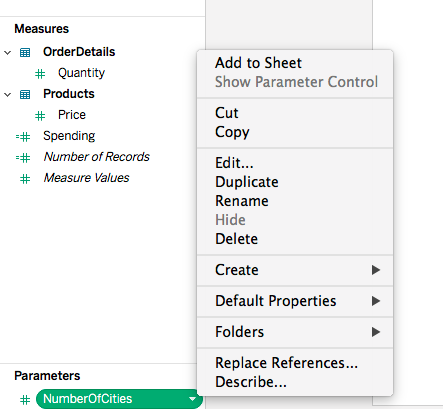 Measures
OrderDetails
Quantity
Products
Price
Spending
Number of Records
Measure Values
Parameters
NumberOfCities
Add to Sheet
Show Parameter Control
Cut
Copy
Edit...
Duplicate
Rename
Hide
Delete
Create
Default Properties
Folders
Replace References...
Describe...